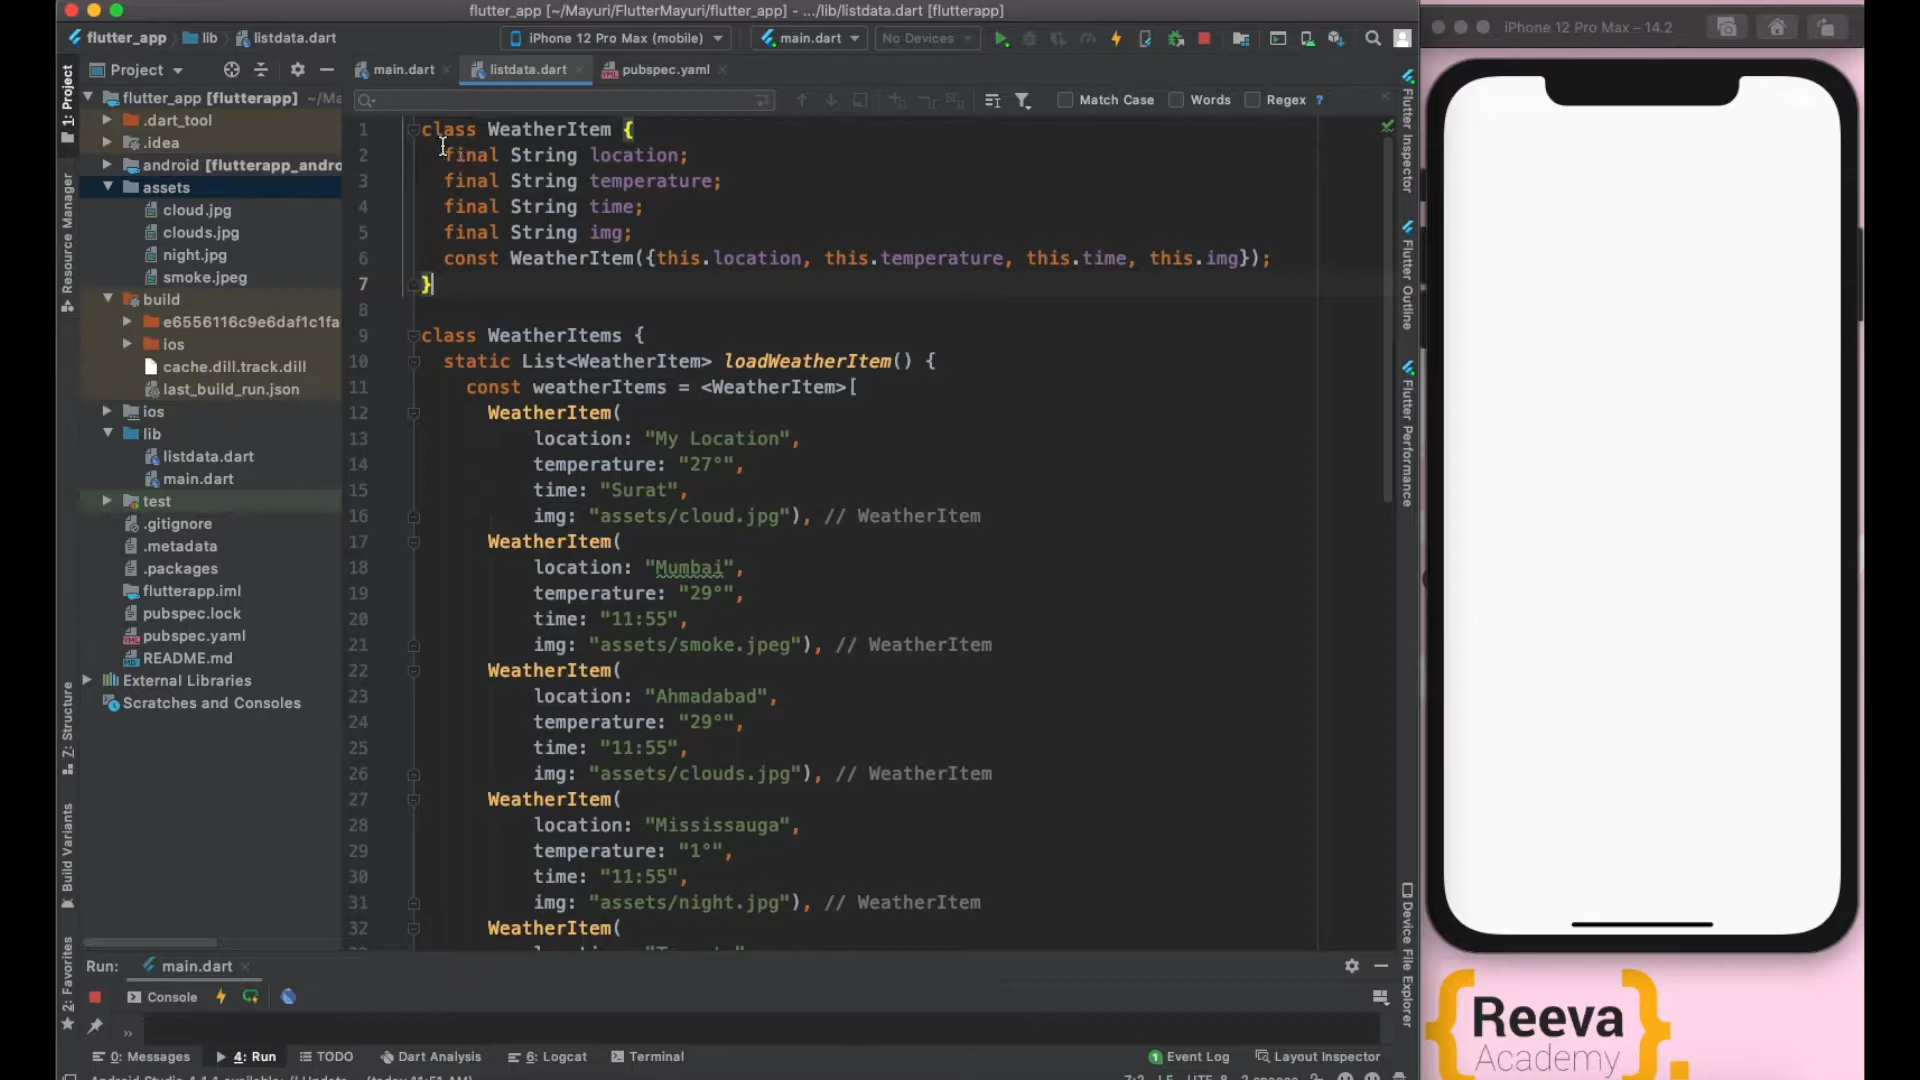 flutter_app [~/Mayuri/FlutterMayuri/flutter_app] - .../lib/listdata.dart [flutterapp]
flutter_app lib listdata.dart iPhone 12 Pro Max (mobile) main.dart No Devices
iPhone 12 Pro Max – 14.2
Project main.dart listdata.dart pubspec.yaml
Match Case Words Regex ?
1: Project
Resource Manager
Z: Structure
Build Variants
2: Favorites
flutter_app [flutterapp] ~/Ma
.dart_tool
.idea
android [flutterapp_andro
assets
cloud.jpg
clouds.jpg
night.jpg
smoke.jpeg
build
e6556116c9e6daf1c1fa
ios
cache.dill.track.dill
last_build_run.json
ios
lib
listdata.dart
main.dart
test
.gitignore
.metadata
.packages
flutterapp.iml
pubspec.lock
pubspec.yaml
README.md
External Libraries
Scratches and Consoles
1 class WeatherItem {
2 final String location;
3 final String temperature;
4 final String time;
5 final String img;
6 const WeatherItem({this.location, this.temperature, this.time, this.img});
7 }
8
9 class WeatherItems {
10 static List<WeatherItem> loadWeatherItem() {
11 const weatherItems = <WeatherItem>[
12 WeatherItem(
13 location: "My Location",
14 temperature: "27°",
15 time: "Surat",
16 img: "assets/cloud.jpg"), // WeatherItem
17 WeatherItem(
18 location: "Mumbai",
19 temperature: "29°",
20 time: "11:55",
21 img: "assets/smoke.jpeg"), // WeatherItem
22 WeatherItem(
23 location: "Ahmadabad",
24 temperature: "29°",
25 time: "11:55",
26 img: "assets/clouds.jpg"), // WeatherItem
27 WeatherItem(
28 location: "Mississauga",
29 temperature: "1°",
30 time: "11:55",
31 img: "assets/night.jpg"), // WeatherItem
32 WeatherItem(
Flutter Inspector
Flutter Outline
Flutter Performance
Device File Explorer
Run: main.dart
Console
»
0: Messages 4: Run TODO Dart Analysis 6: Logcat Terminal 1 Event Log Layout Inspector
{Reeva}
Academy